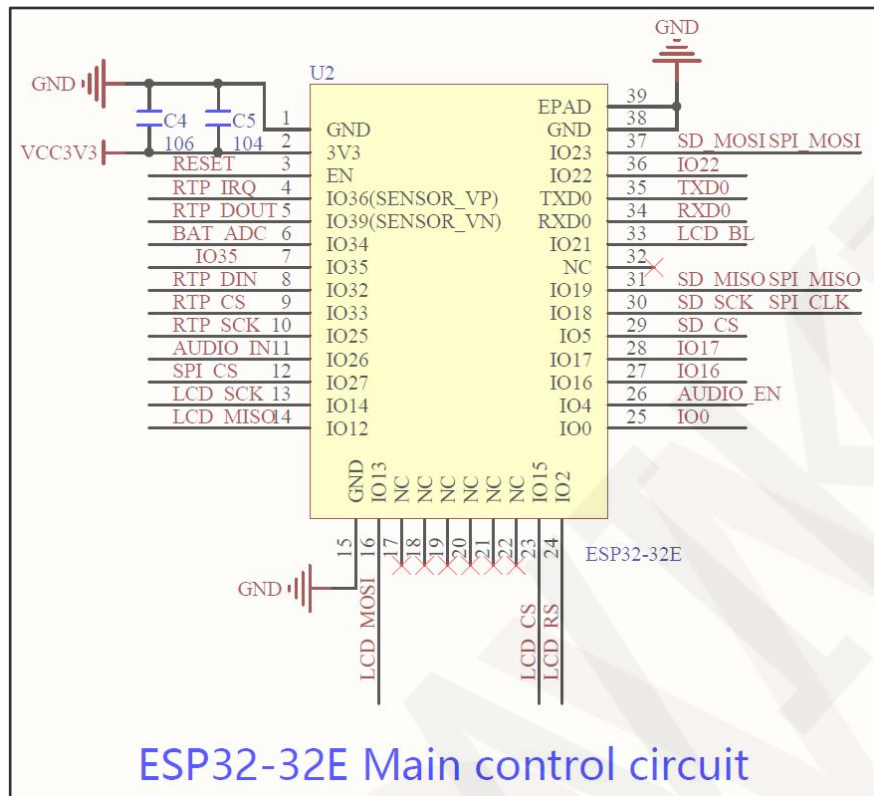 GND
GND
U2
C4
106
C5
104
VCC3V3
RESET
RTP_IRQ
RTP_DOUT
BAT_ADC
IO35
RTP_DIN
RTP_CS
RTP_SCK
AUDIO_IN
SPI_CS
LCD_SCK
LCD_MISO
1
2
3
4
5
6
7
8
9
10
11
12
13
14
GND
3V3
EN
IO36(SENSOR_VP)
IO39(SENSOR_VN)
IO34
IO35
IO32
IO33
IO25
IO26
IO27
IO14
IO12
EPAD
GND
IO23
IO22
TXD0
RXD0
IO21
NC
IO19
IO18
IO5
IO17
IO16
IO4
IO0
39
38
37
36
35
34
33
32
31
30
29
28
27
26
25
SD_MOSI SPI_MOSI
IO22
TXD0
RXD0
LCD_BL
SD_MISO SPI_MISO
SD_SCK SPI_CLK
SD_CS
IO17
IO16
AUDIO_EN
IO0
GND
IO13
NC
NC
NC
NC
NC
NC
IO15
IO2
15
16
17
18
19
20
21
22
23
24
ESP32-32E
GND
LCD_MOSI
LCD_CS
LCD_RS
ESP32-32E Main control circuit